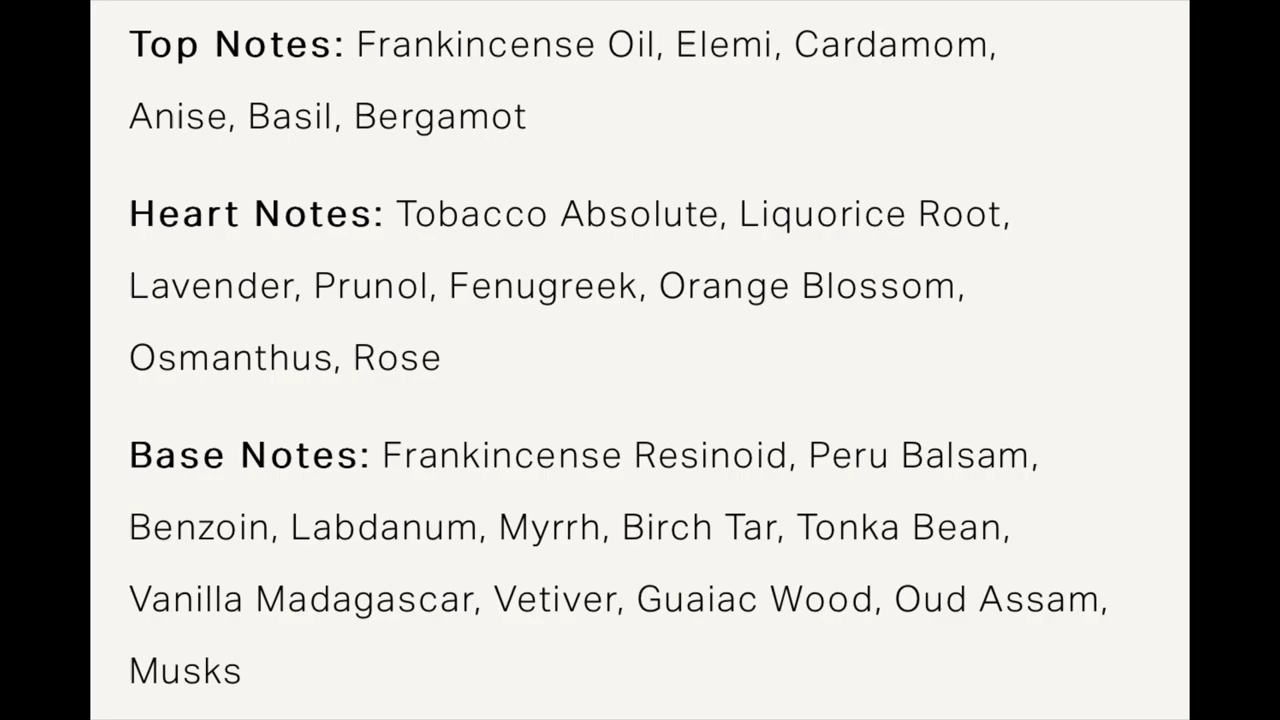 Top Notes: Frankincense Oil, Elemi, Cardamom,
Anise, Basil, Bergamot
Heart Notes: Tobacco Absolute, Liquorice Root,
Lavender, Prunol, Fenugreek, Orange Blossom,
Osmanthus, Rose
Base Notes: Frankincense Resinoid, Peru Balsam,
Benzoin, Labdanum, Myrrh, Birch Tar, Tonka Bean,
Vanilla Madagascar, Vetiver, Guaiac Wood, Oud Assam,
Musks